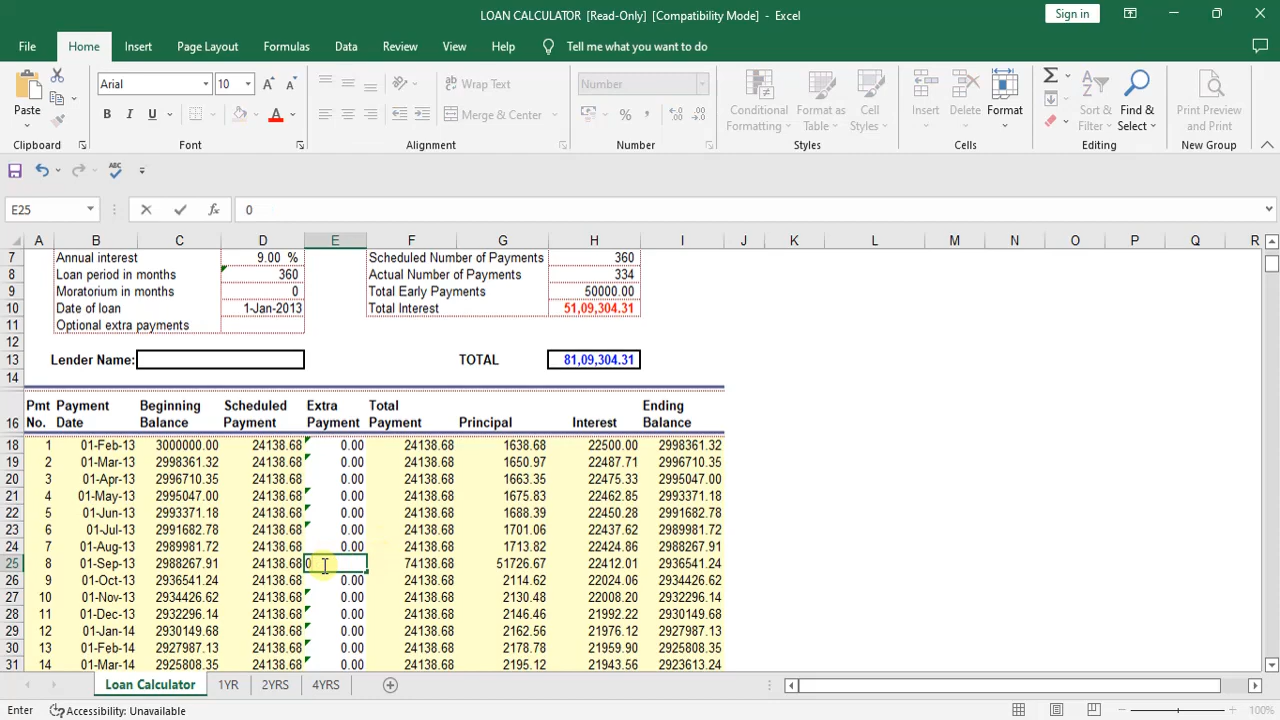 LOAN CALCULATOR [Read-Only] [Compatibility Mode] - Excel
Sign in
File Home Insert Page Layout Formulas Data Review View Help Tell me what you want to do
Paste
Clipboard
Arial 10
B I U
Font
Wrap Text
Merge & Center
Alignment
Number
Number
Conditional Formatting
Format as Table
Cell Styles
Styles
Insert Delete Format
Cells
Sort & Filter
Find & Select
Editing
Print Preview and Print
New Group
E25 fx 0
A B C D E F G H I J K L M N O P Q R
7 Annual interest 9.00 % Scheduled Number of Payments 360
8 Loan period in months 360 Actual Number of Payments 334
9 Moratorium in months 0 Total Early Payments 50000.00
10 Date of loan 1-Jan-2013 Total Interest 51,09,304.31
11 Optional extra payments
12
13 Lender Name: TOTAL 81,09,304.31
14
16 Pmt No. Payment Date Beginning Balance Scheduled Payment Extra Payment Total Payment Principal Interest Ending Balance
18 1 01-Feb-13 3000000.00 24138.68 0.00 24138.68 1638.68 22500.00 2998361.32
19 2 01-Mar-13 2998361.32 24138.68 0.00 24138.68 1650.97 22487.71 2996710.35
20 3 01-Apr-13 2996710.35 24138.68 0.00 24138.68 1663.35 22475.33 2995047.00
21 4 01-May-13 2995047.00 24138.68 0.00 24138.68 1675.83 22462.85 2993371.18
22 5 01-Jun-13 2993371.18 24138.68 0.00 24138.68 1688.39 22450.28 2991682.78
23 6 01-Jul-13 2991682.78 24138.68 0.00 24138.68 1701.06 22437.62 2989981.72
24 7 01-Aug-13 2989981.72 24138.68 0.00 24138.68 1713.82 22424.86 2988267.91
25 8 01-Sep-13 2988267.91 24138.68 0 74138.68 51726.67 22412.01 2936541.24
26 9 01-Oct-13 2936541.24 24138.68 0.00 24138.68 2114.62 22024.06 2934426.62
27 10 01-Nov-13 2934426.62 24138.68 0.00 24138.68 2130.48 22008.20 2932296.14
28 11 01-Dec-13 2932296.14 24138.68 0.00 24138.68 2146.46 21992.22 2930149.68
29 12 01-Jan-14 2930149.68 24138.68 0.00 24138.68 2162.56 21976.12 2927987.13
30 13 01-Feb-14 2927987.13 24138.68 0.00 24138.68 2178.78 21959.90 2925808.35
31 14 01-Mar-14 2925808.35 24138.68 0.00 24138.68 2195.12 21943.56 2923613.24
Loan Calculator 1YR 2YRS 4YRS
Enter Accessibility: Unavailable 100%